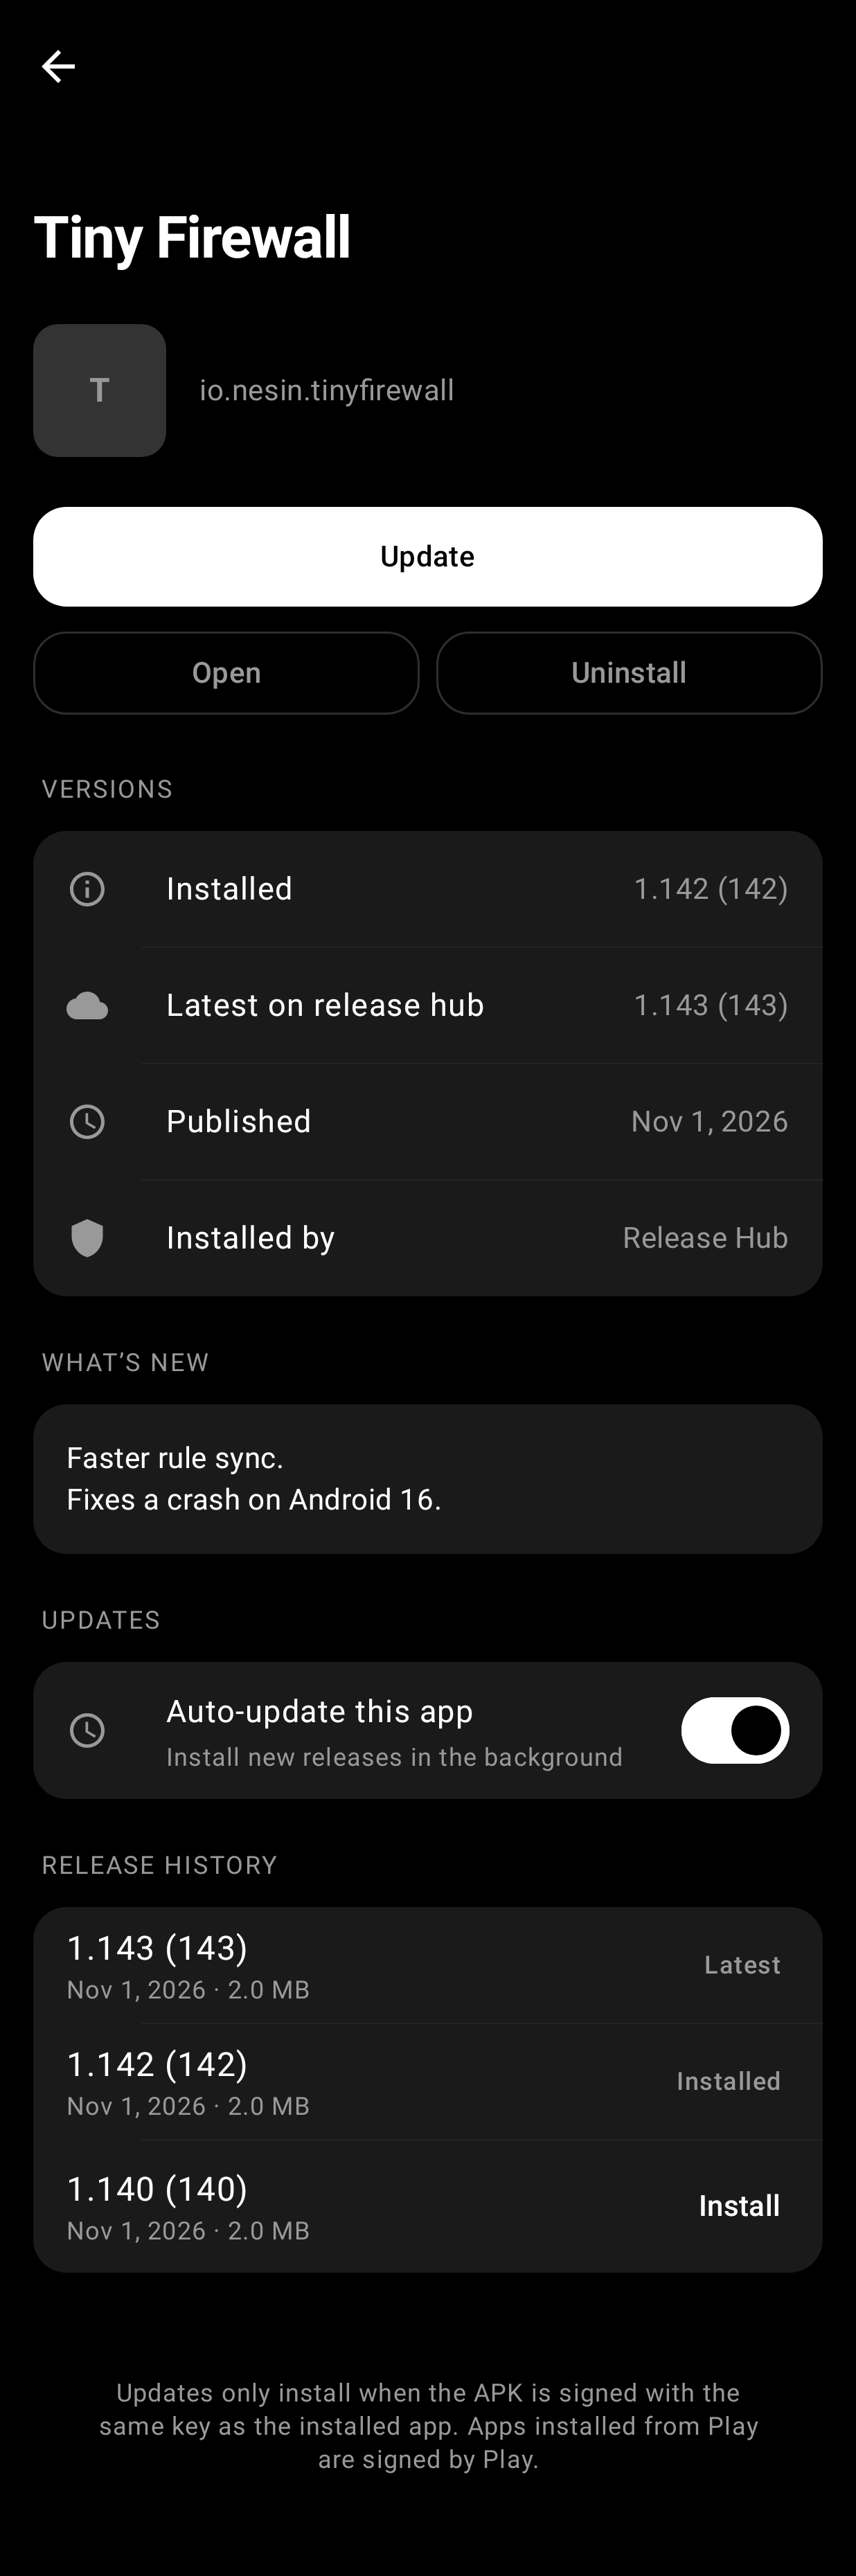 Tiny Firewall
T
io.nesin.tinyfirewall
Update
Open
Uninstall
VERSIONS
Installed
1.142 (142)
Latest on release hub
1.143 (143)
Published
Nov 1, 2026
Installed by
Release Hub
WHAT’S NEW
Faster rule sync.
Fixes a crash on Android 16.
UPDATES
Auto-update this app
Install new releases in the background
RELEASE HISTORY
1.143 (143)
Nov 1, 2026 · 2.0 MB
Latest
1.142 (142)
Nov 1, 2026 · 2.0 MB
Installed
1.140 (140)
Nov 1, 2026 · 2.0 MB
Install
Updates only install when the APK is signed with the
same key as the installed app. Apps installed from Play
are signed by Play.